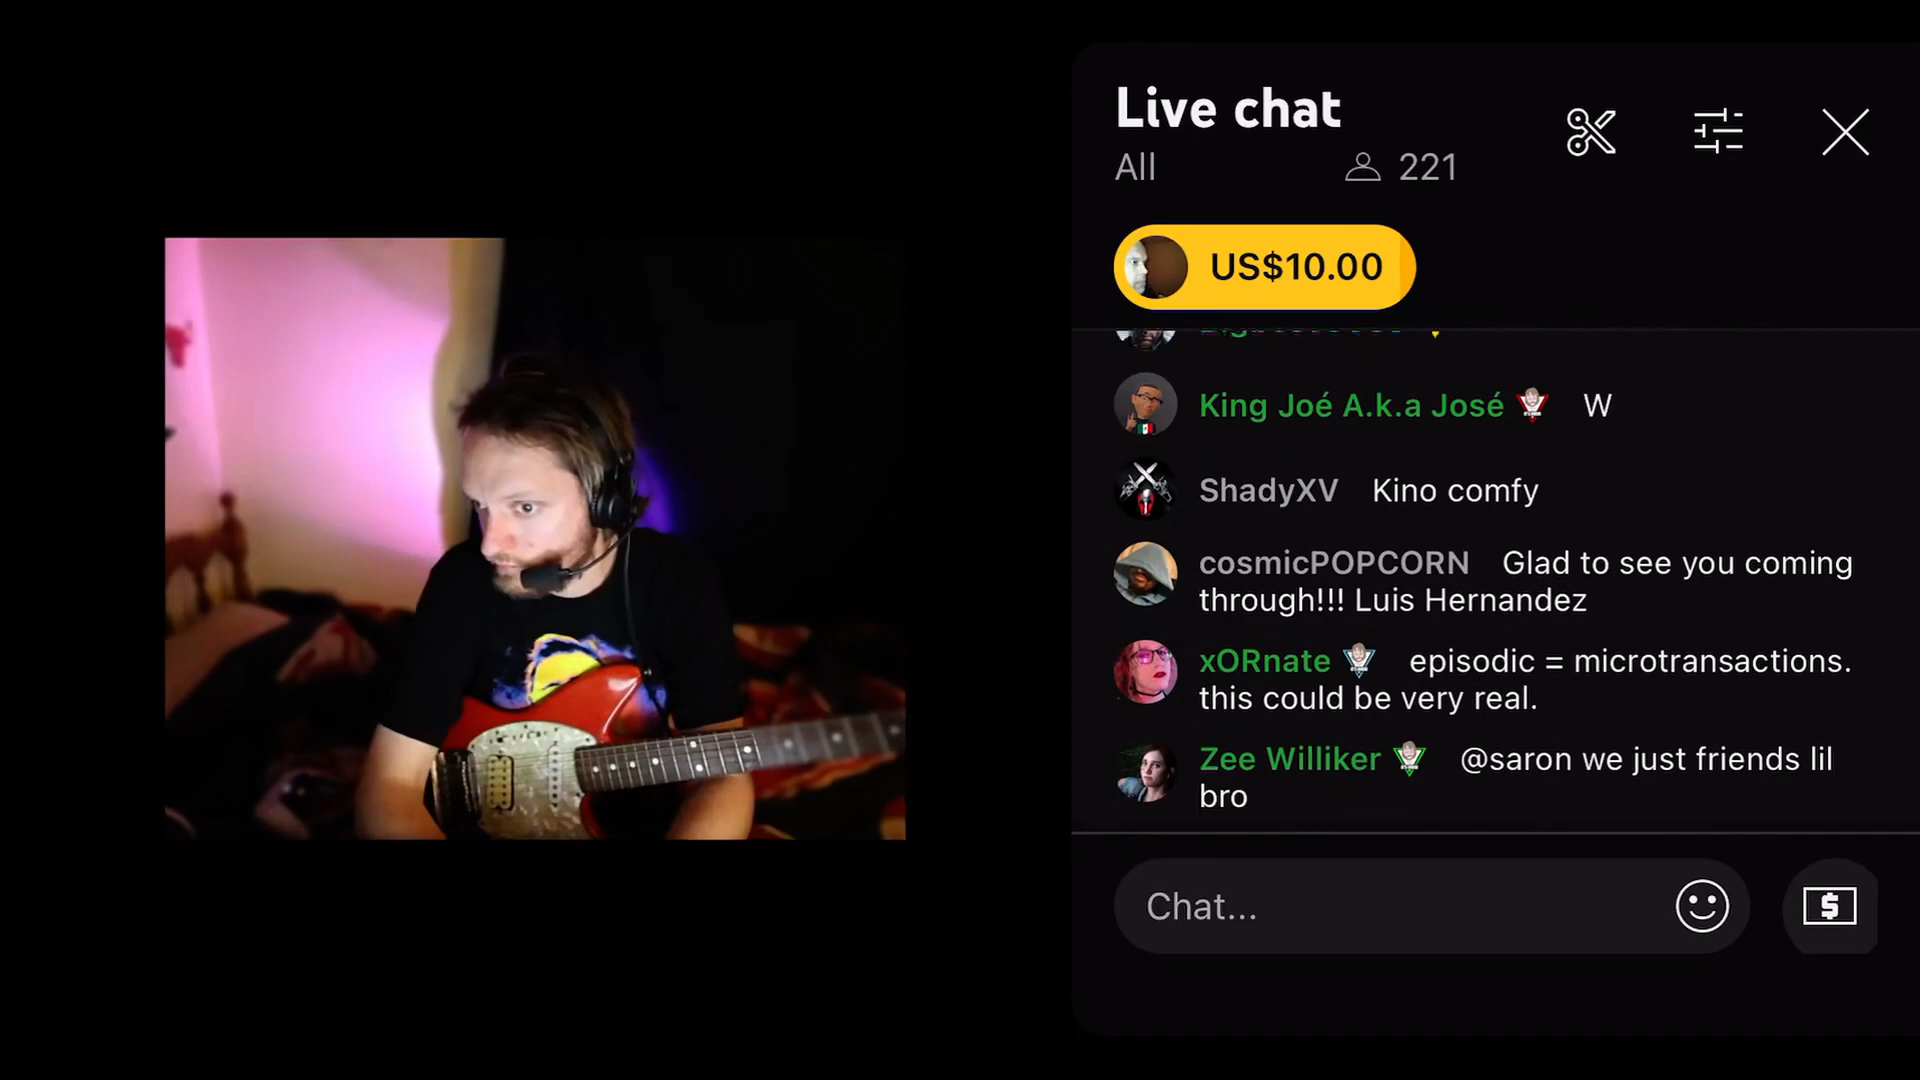 Live chat
All 221
US$10.00
King Joé A.k.a José W
ShadyXV Kino comfy
cosmicPOPCORN Glad to see you coming
through!!! Luis Hernandez
xORnate episodic = microtransactions.
this could be very real.
Zee Williker @saron we just friends lil
bro
Chat...